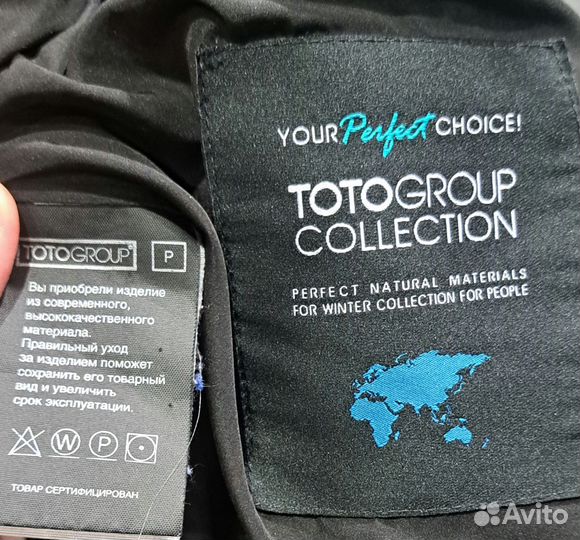 YOUR Perfect CHOICE!
TOTOGROUP
COLLECTION
PERFECT NATURAL MATERIALS
FOR WINTER COLLECTION FOR PEOPLE
TOTOGROUP® P
Вы приобрели изделие
из современного,
высококачественного
материала.
Правильный уход
за изделием поможет
сохранить его товарный
вид и увеличить
срок эксплуатации.
W P
ТОВАР СЕРТИФИЦИРОВАН
Avito